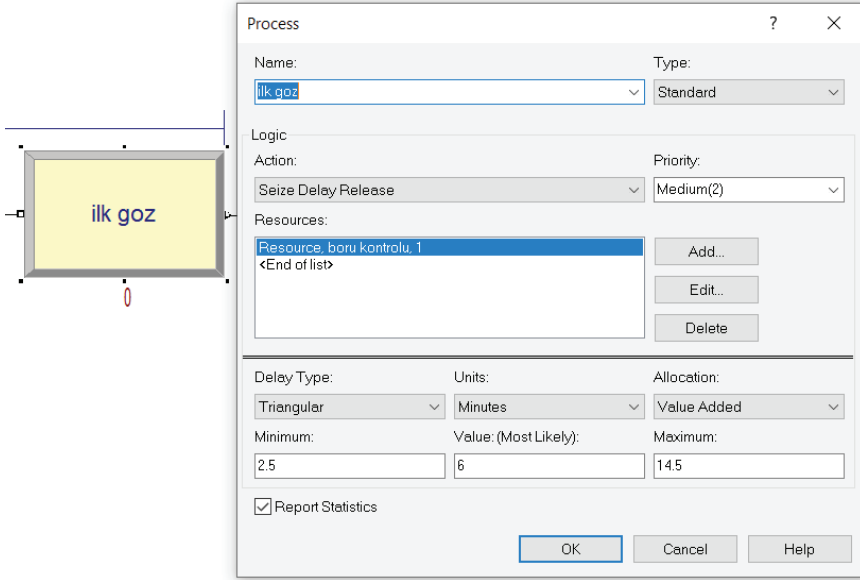 Process ?
Name: Type:
ilk goz Standard
Logic
Action: Priority:
Seize Delay Release Medium(2)
Resources:
Resource, boru kontrolu, 1
<End of list>
Add...
Edit...
Delete
Delay Type: Units: Allocation:
Triangular Minutes Value Added
Minimum: Value: (Most Likely): Maximum:
2.5 6 14.5
Report Statistics
OK Cancel Help
ilk goz
0